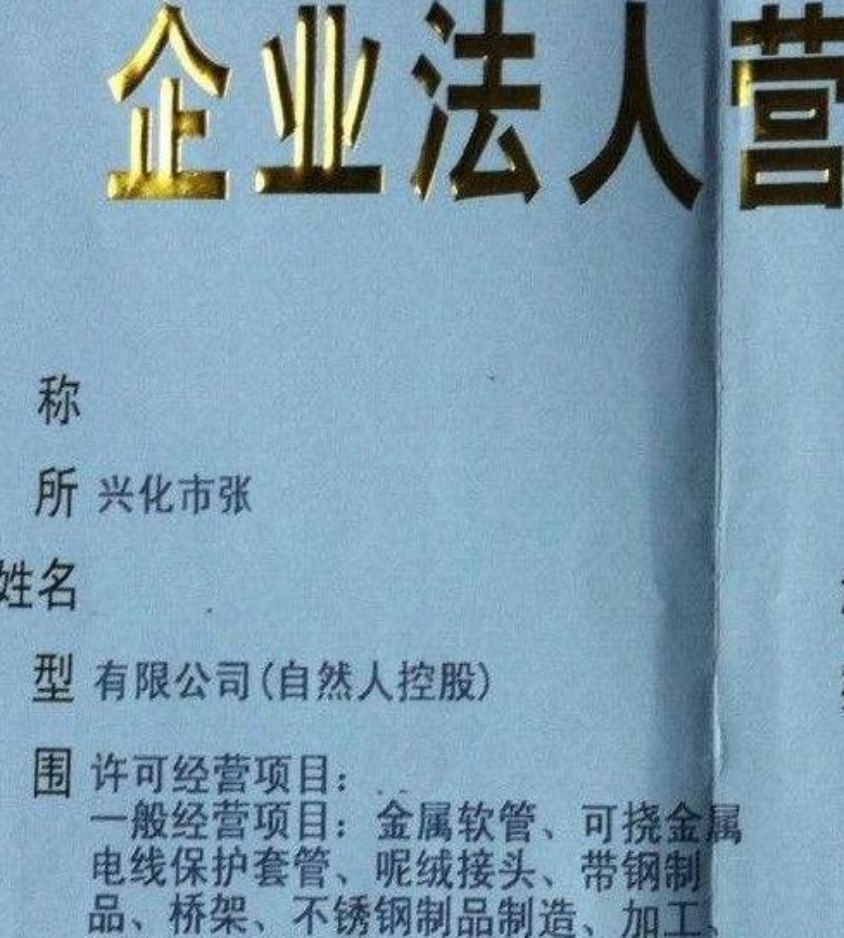 企业法人营
称
所 兴化市张
姓名
型 有限公司(自然人控股)
围 许可经营项目：
一般经营项目：金属软管、可挠金属
电线保护套管、呢绒接头、带钢制
品、桥架、不锈钢制品制造、加工、